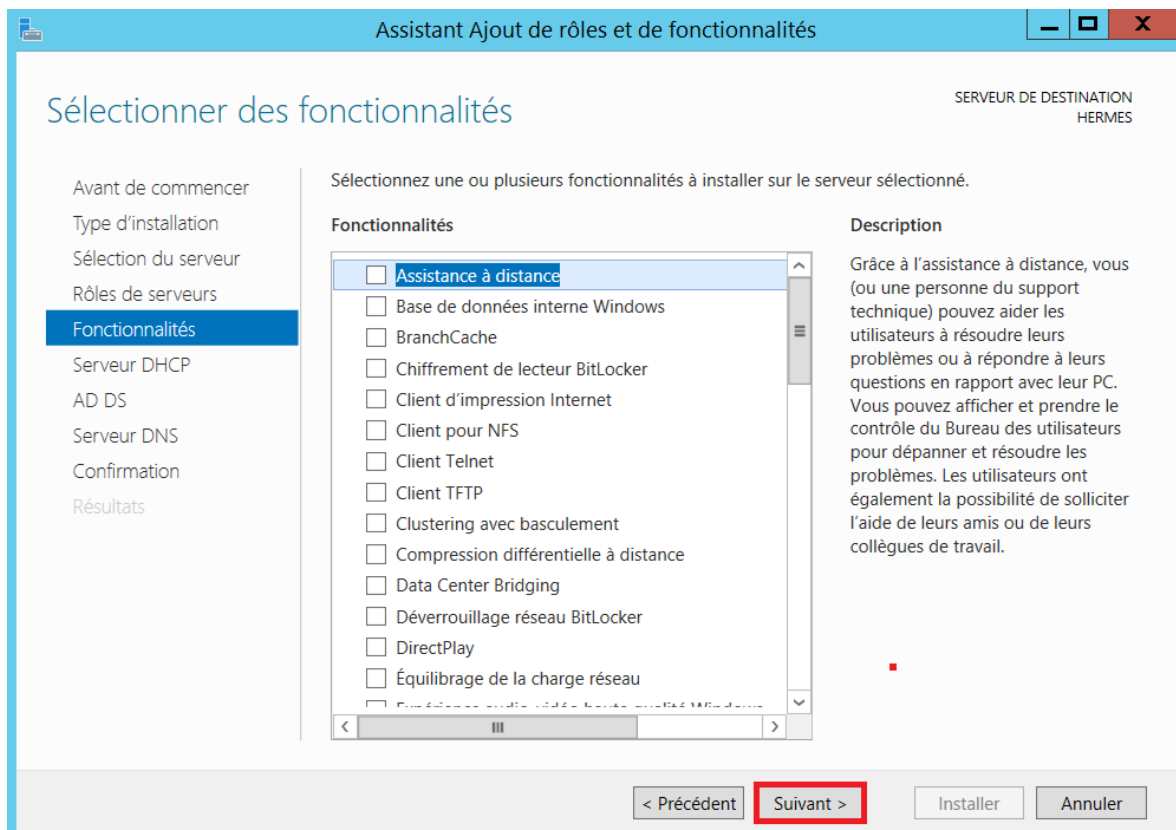 Assistant Ajout de rôles et de fonctionnalités
Sélectionner des fonctionnalités
SERVEUR DE DESTINATION
HERMES
Avant de commencer
Type d'installation
Sélection du serveur
Rôles de serveurs
Fonctionnalités
Serveur DHCP
AD DS
Serveur DNS
Confirmation
Résultats
Sélectionnez une ou plusieurs fonctionnalités à installer sur le serveur sélectionné.
Fonctionnalités
Assistance à distance
Base de données interne Windows
BranchCache
Chiffrement de lecteur BitLocker
Client d'impression Internet
Client pour NFS
Client Telnet
Client TFTP
Clustering avec basculement
Compression différentielle à distance
Data Center Bridging
Déverrouillage réseau BitLocker
DirectPlay
Équilibrage de la charge réseau
Expérience audio-vidéo haute qualité Windows
Description
Grâce à l'assistance à distance, vous
(ou une personne du support
technique) pouvez aider les
utilisateurs à résoudre leurs
problèmes ou à répondre à leurs
questions en rapport avec leur PC.
Vous pouvez afficher et prendre le
contrôle du Bureau des utilisateurs
pour dépanner et résoudre les
problèmes. Les utilisateurs ont
également la possibilité de solliciter
l'aide de leurs amis ou de leurs
collègues de travail.
< Précédent
Suivant >
Installer
Annuler